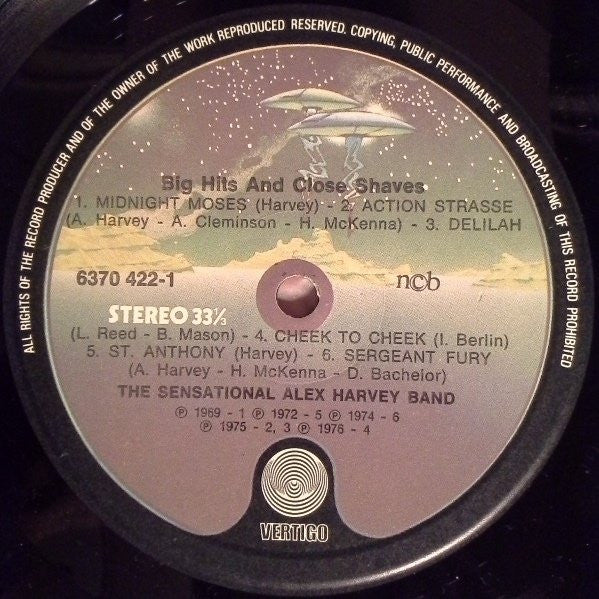 ALL RIGHTS OF THE RECORD PRODUCER AND OF THE OWNER OF THE WORK REPRODUCED RESERVED. COPYING, PUBLIC PERFORMANCE AND BROADCASTING OF THIS RECORD PROHIBITED
Big Hits And Close Shaves
1. MIDNIGHT MOSES (Harvey) - 2. ACTION STRASSE
(A. Harvey - A. Cleminson - H. McKenna) - 3. DELILAH
6370 422-1
ncb
STEREO 33⅓
(L. Reed - B. Mason) - 4. CHEEK TO CHEEK (I. Berlin)
5. ST. ANTHONY (Harvey) - 6. SERGEANT FURY
(A. Harvey - H. McKenna - D. Bachelor)
THE SENSATIONAL ALEX HARVEY BAND
℗ 1969 - 1 ℗ 1972 - 5 ℗ 1974 - 6
℗ 1975 - 2, 3 ℗ 1976 - 4
VERTIGO